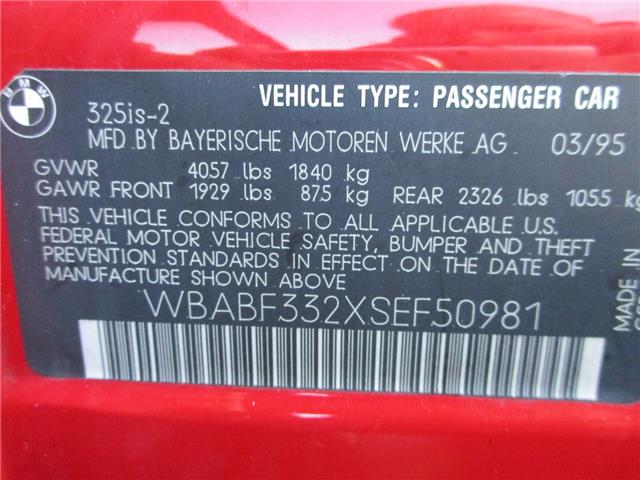 BMW
325is-2 VEHICLE TYPE: PASSENGER CAR
MFD BY BAYERISCHE MOTOREN WERKE AG 03/95
GVWR 4057 lbs 1840 kg
GAWR FRONT 1929 lbs 875 kg REAR 2326 lbs 1055 kg
THIS VEHICLE CONFORMS TO ALL APPLICABLE U.S.
FEDERAL MOTOR VEHICLE SAFETY, BUMPER AND THEFT
PREVENTION STANDARDS IN EFFECT ON THE DATE OF
MANUFACTURE SHOWN ABOVE
WBABF332XSEF50981